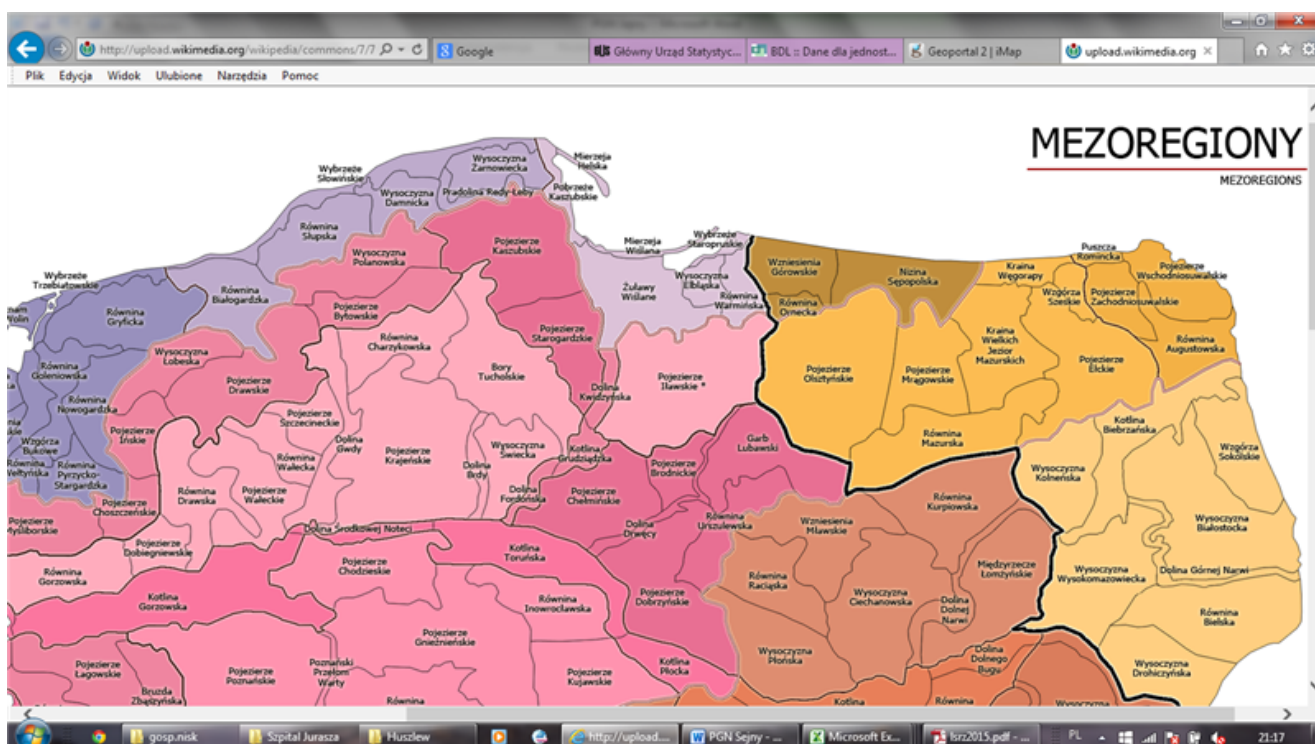 http://upload.wikimedia.org/wikipedia/commons/7/7
Google
Główny Urząd Statystyc...
BDL :: Dane dla jednost...
Geoportal 2 | iMap
upload.wikimedia.org
Plik Edycja Widok Ulubione Narzędzia Pomoc
MEZOREGIONY
MEZOREGIONS
Wybrzeże
Słowińskie
Wysoczyzna
Żarnowiecka
Mierzeja
Helska
Wysoczyzna
Damnicka
Pradolina Redy-Łeby
Pobrzeże
Kaszubskie
Równina
Słupska
Pojezierze
Kaszubskie
Mierzeja
Wiślana
Wybrzeże
Staropruskie
Wysoczyzna
Polanowska
Wzniesienia
Górowskie
Nizina
Sępopolska
Kraina
Węgorapy
Puszcza
Romincka
Pojezierze
Wschodniosuwalskie
Wybrzeże
Trzebiatowskie
Równina
Białogardzka
Żuławy
Wiślane
Wysoczyzna
Elbląska
Równina
Warmińska
Równina
Ornecka
Wzgórza
Szeskie
Pojezierze
Zachodniosuwalskie
Wolin
Równina
Gryficka
Pojezierze
Bytowskie
Równina
Charzykowska
Pojezierze
Starogardzkie
Kraina
Wielkich
Jezior
Mazurskich
Równina
Augustowska
Wysoczyzna
Łobeska
Równina
Goleniowska
Pojezierze
Drawskie
Bory
Tucholskie
Dolina
Kwidzyńska
Pojezierze
Iławskie *
Pojezierze
Olsztyńskie
Pojezierze
Mrągowskie
Pojezierze
Ełckie
Równina
Nowogardzka
Pojezierze
Ińskie
Pojezierze
Szczecineckie
Dolina
Gwdy
Pojezierze
Krajeńskie
Wysoczyzna
Świecka
Kotlina
Grudziądzka
Garb
Lubawski
Równina
Mazurska
Kotlina
Biebrzańska
Wzgórza
Sokólskie
Wzgórza
Bukowe
Równina
Wełtyńska
Równina
Pyrzycko-
Stargardzka
Równina
Wałecka
Dolina
Brdy
Pojezierze
Brodnickie
Wysoczyzna
Kolneńska
Pojezierze
Choszczeńskie
Równina
Drawska
Pojezierze
Wałeckie
Dolina
Fordońska
Pojezierze
Chełmińskie
Równina
Kurpiowska
Pojezierze
Myśliborskie
Dolina Środkowej Noteci
Dolina
Drwęcy
Równina
Urszulewska
Wzniesienia
Mławskie
Wysoczyzna
Białostocka
Pojezierze
Dobiegniewskie
Pojezierze
Chodzieskie
Kotlina
Toruńska
Równina
Gorzowska
Równina
Raciąska
Międzyrzecze
Łomżyńskie
Wysoczyzna
Wysokomazowiecka
Dolina Górnej Narwi
Kotlina
Gorzowska
Równina
Inowrocławska
Pojezierze
Dobrzyńskie
Wysoczyzna
Ciechanowska
Dolina
Dolnej
Narwi
Równina
Bielska
Pojezierze
Gnieźnieńskie
Pojezierze
Łagowskie
Pojezierze
Poznańskie
Poznański
Przełom
Warty
Pojezierze
Kujawskie
Kotlina
Płocka
Wysoczyzna
Płońska
Dolina
Dolnego
Bugu
Wysoczyzna
Drohiczyńska
Bruzda
Zbąszyńska
Równina
Kotlina
Równina
Wysoczyzna
gosp.nisk
Szpital Jurasza
Huszlew
http://upload....
PGN Sejny - ...
Microsoft Ex...
lsrz2015.pdf - ...
PL
21:17